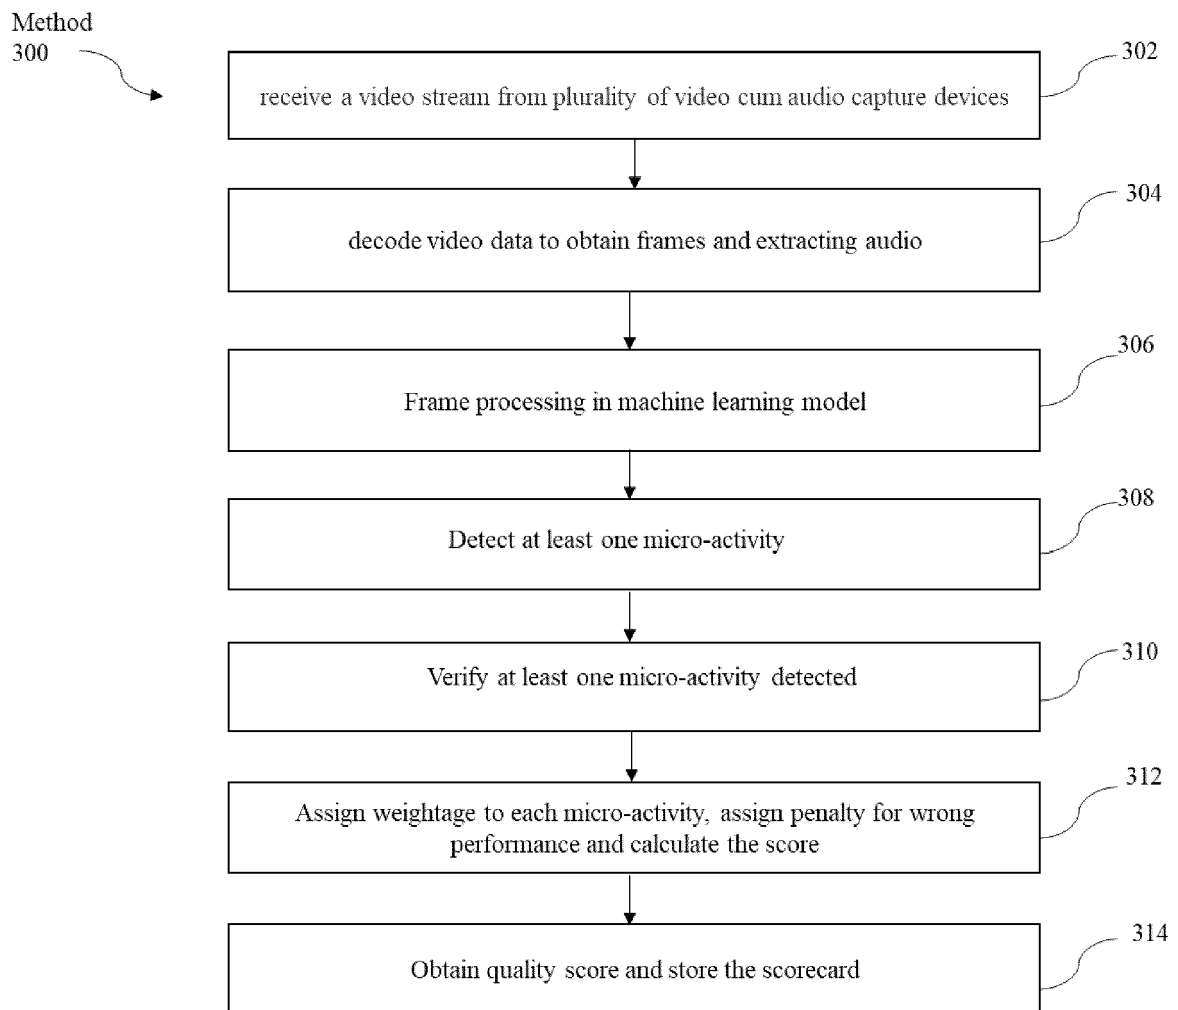 Method
300
302
receive a video stream from plurality of video cum audio capture devices
304
decode video data to obtain frames and extracting audio
306
Frame processing in machine learning model
308
Detect at least one micro-activity
310
Verify at least one micro-activity detected
312
Assign weightage to each micro-activity, assign penalty for wrong
performance and calculate the score
314
Obtain quality score and store the scorecard